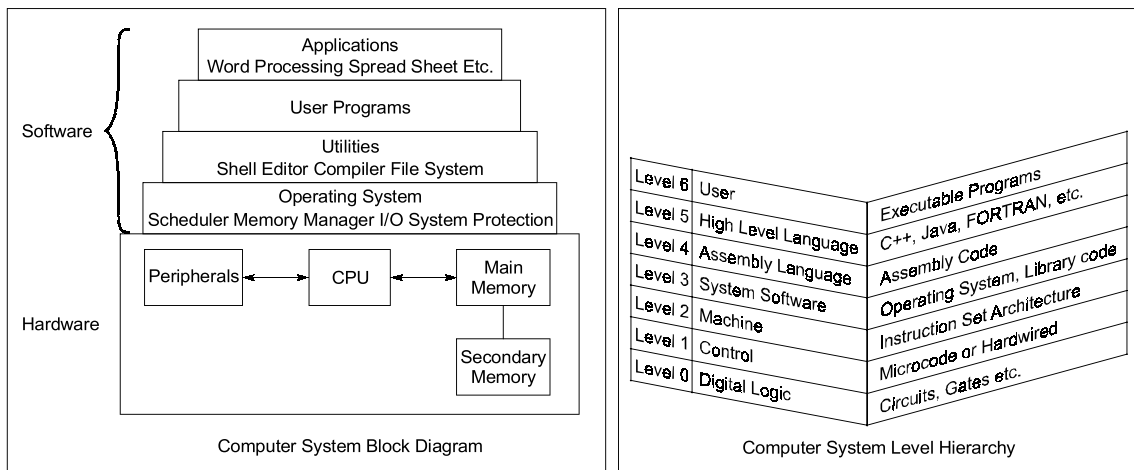 Applications
Word Processing Spread Sheet Etc.
User Programs
Software
Utilities
Shell Editor Compiler File System
Operating System
Scheduler Memory Manager I/O System Protection
Peripherals
CPU
Main
Memory
Hardware
Secondary
Memory
Computer System Block Diagram
Level 6 User Executable Programs
Level 5 High Level Language C++, Java, FORTRAN, etc.
Level 4 Assembly Language Assembly Code
Level 3 System Software Operating System, Library code
Level 2 Machine Instruction Set Architecture
Level 1 Control Microcode or Hardwired
Level 0 Digital Logic Circuits, Gates etc.
Computer System Level Hierarchy